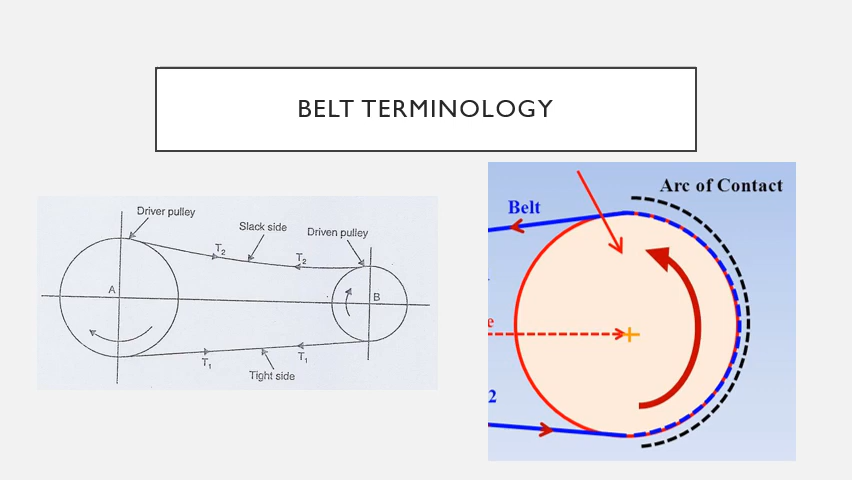 BELT TERMINOLOGY
Driver pulley
Slack side
Driven pulley
T2
T2
A
B
T1
T1
Tight side
Arc of Contact
Belt
e
2